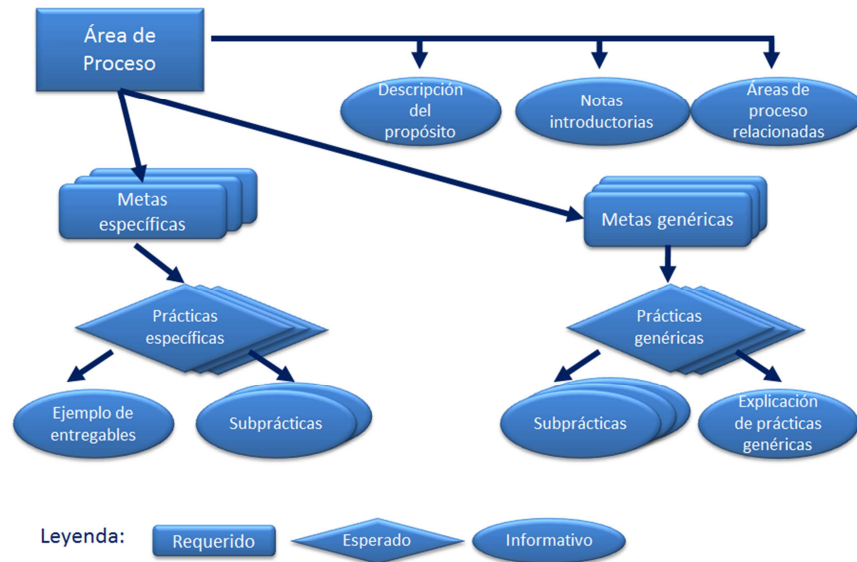 Área de
Proceso
Descripción
del
propósito
Notas
introductorias
Áreas de
proceso
relacionadas
Metas
específicas
Metas genéricas
Prácticas
específicas
Prácticas
genéricas
Ejemplo de
entregables
Subprácticas
Subprácticas
Explicación
de prácticas
genéricas
Leyenda:
Requerido
Esperado
Informativo